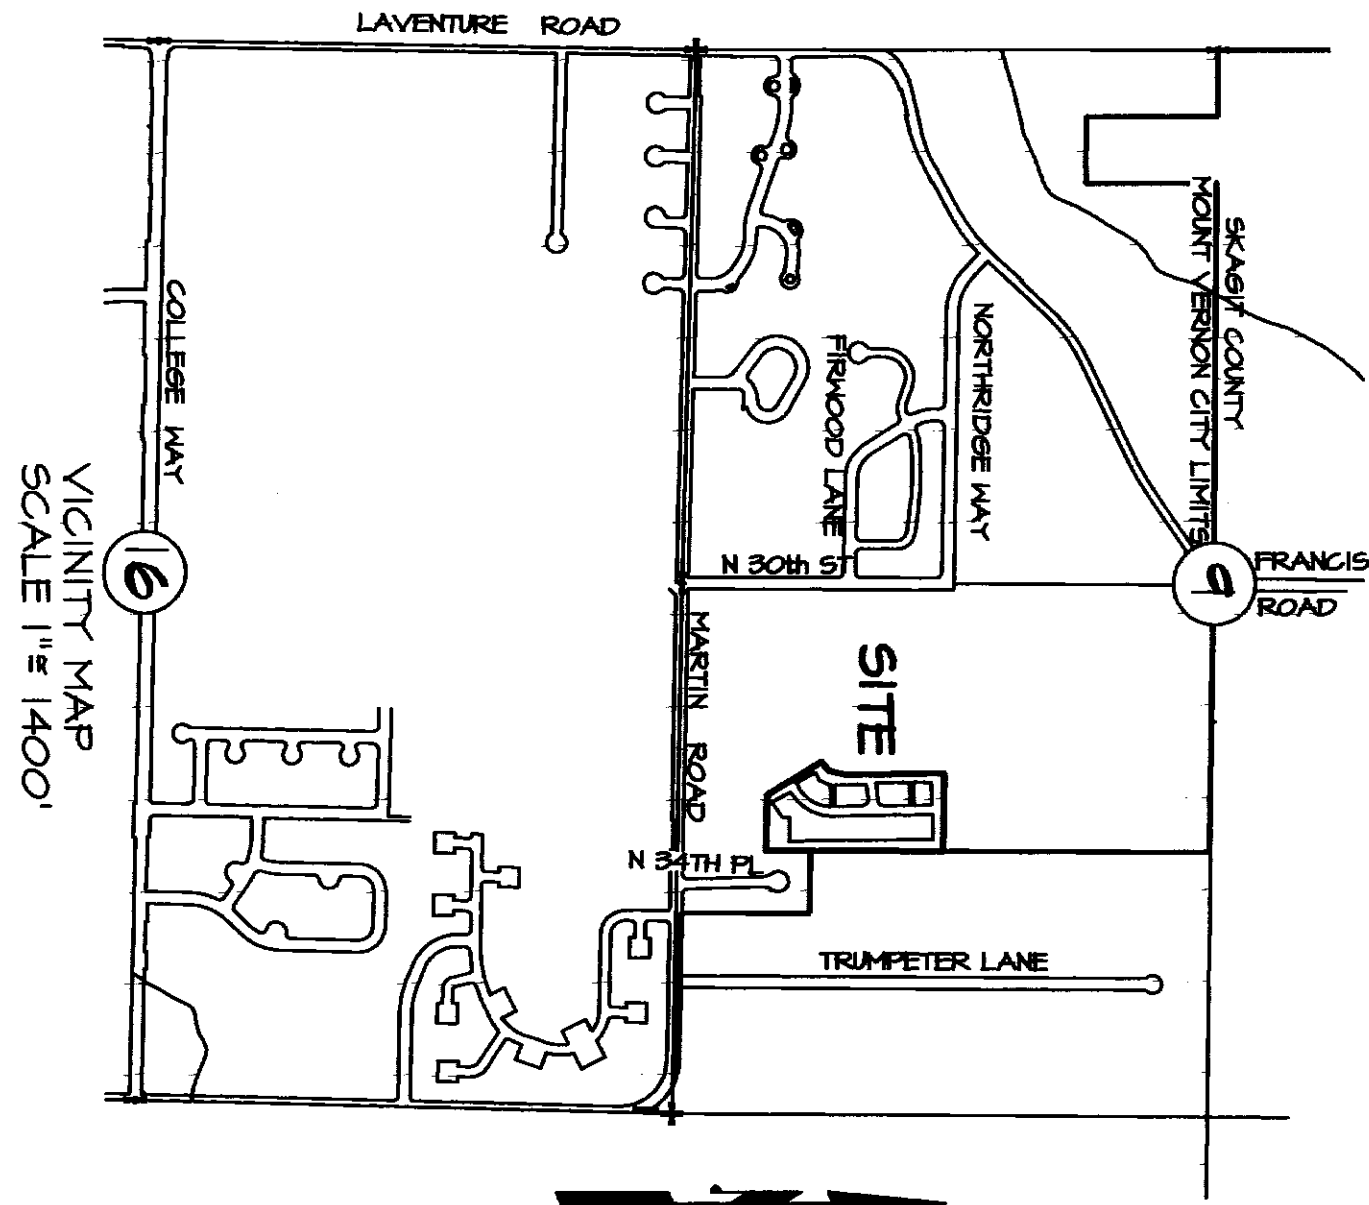 LAVENTURE ROAD
SKAGIT COUNTY
MOUNT VERNON CITY LIMITS
COLLEGE WAY
FIRWOOD LANE
NORTHRIDGE WAY
N 30th ST
FRANCIS
ROAD
9
16
MARTIN ROAD
SITE
N 34TH PL
TRUMPETER LANE
VICINITY MAP
SCALE 1"= 1400'